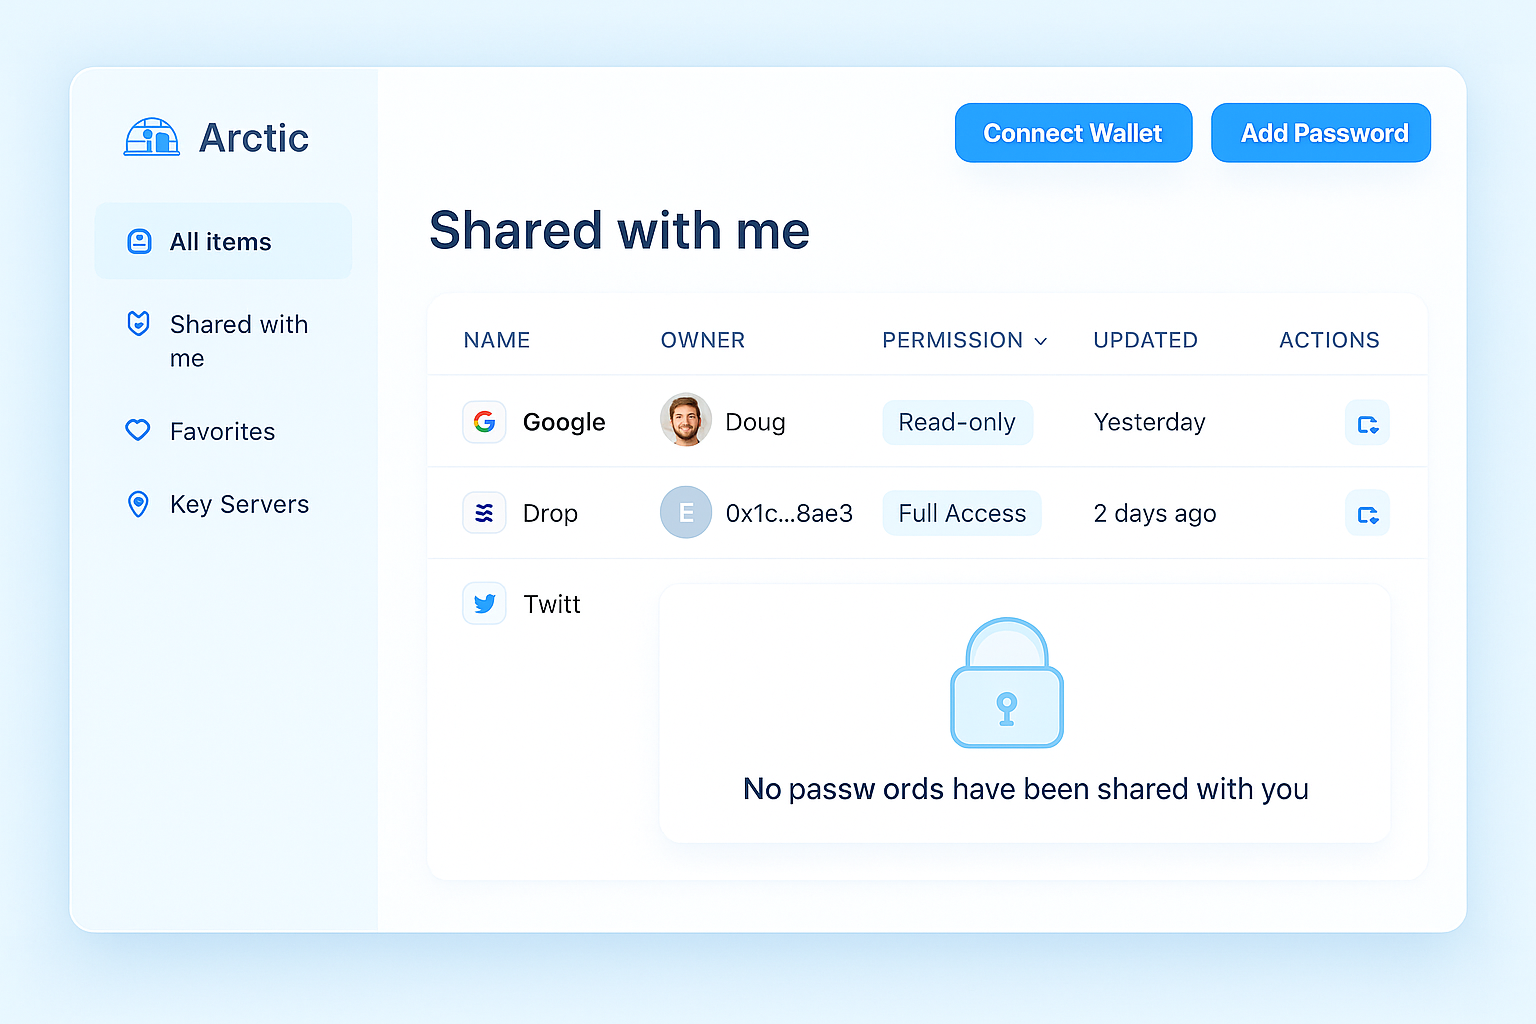 Arctic
Connect Wallet
Add Password
All items
Shared with
me
Favorites
Key Servers
Shared with me
NAME OWNER PERMISSION UPDATED ACTIONS
Google Doug Read-only Yesterday
Drop E 0x1c...8ae3 Full Access 2 days ago
Twitt
No passw ords have been shared with you